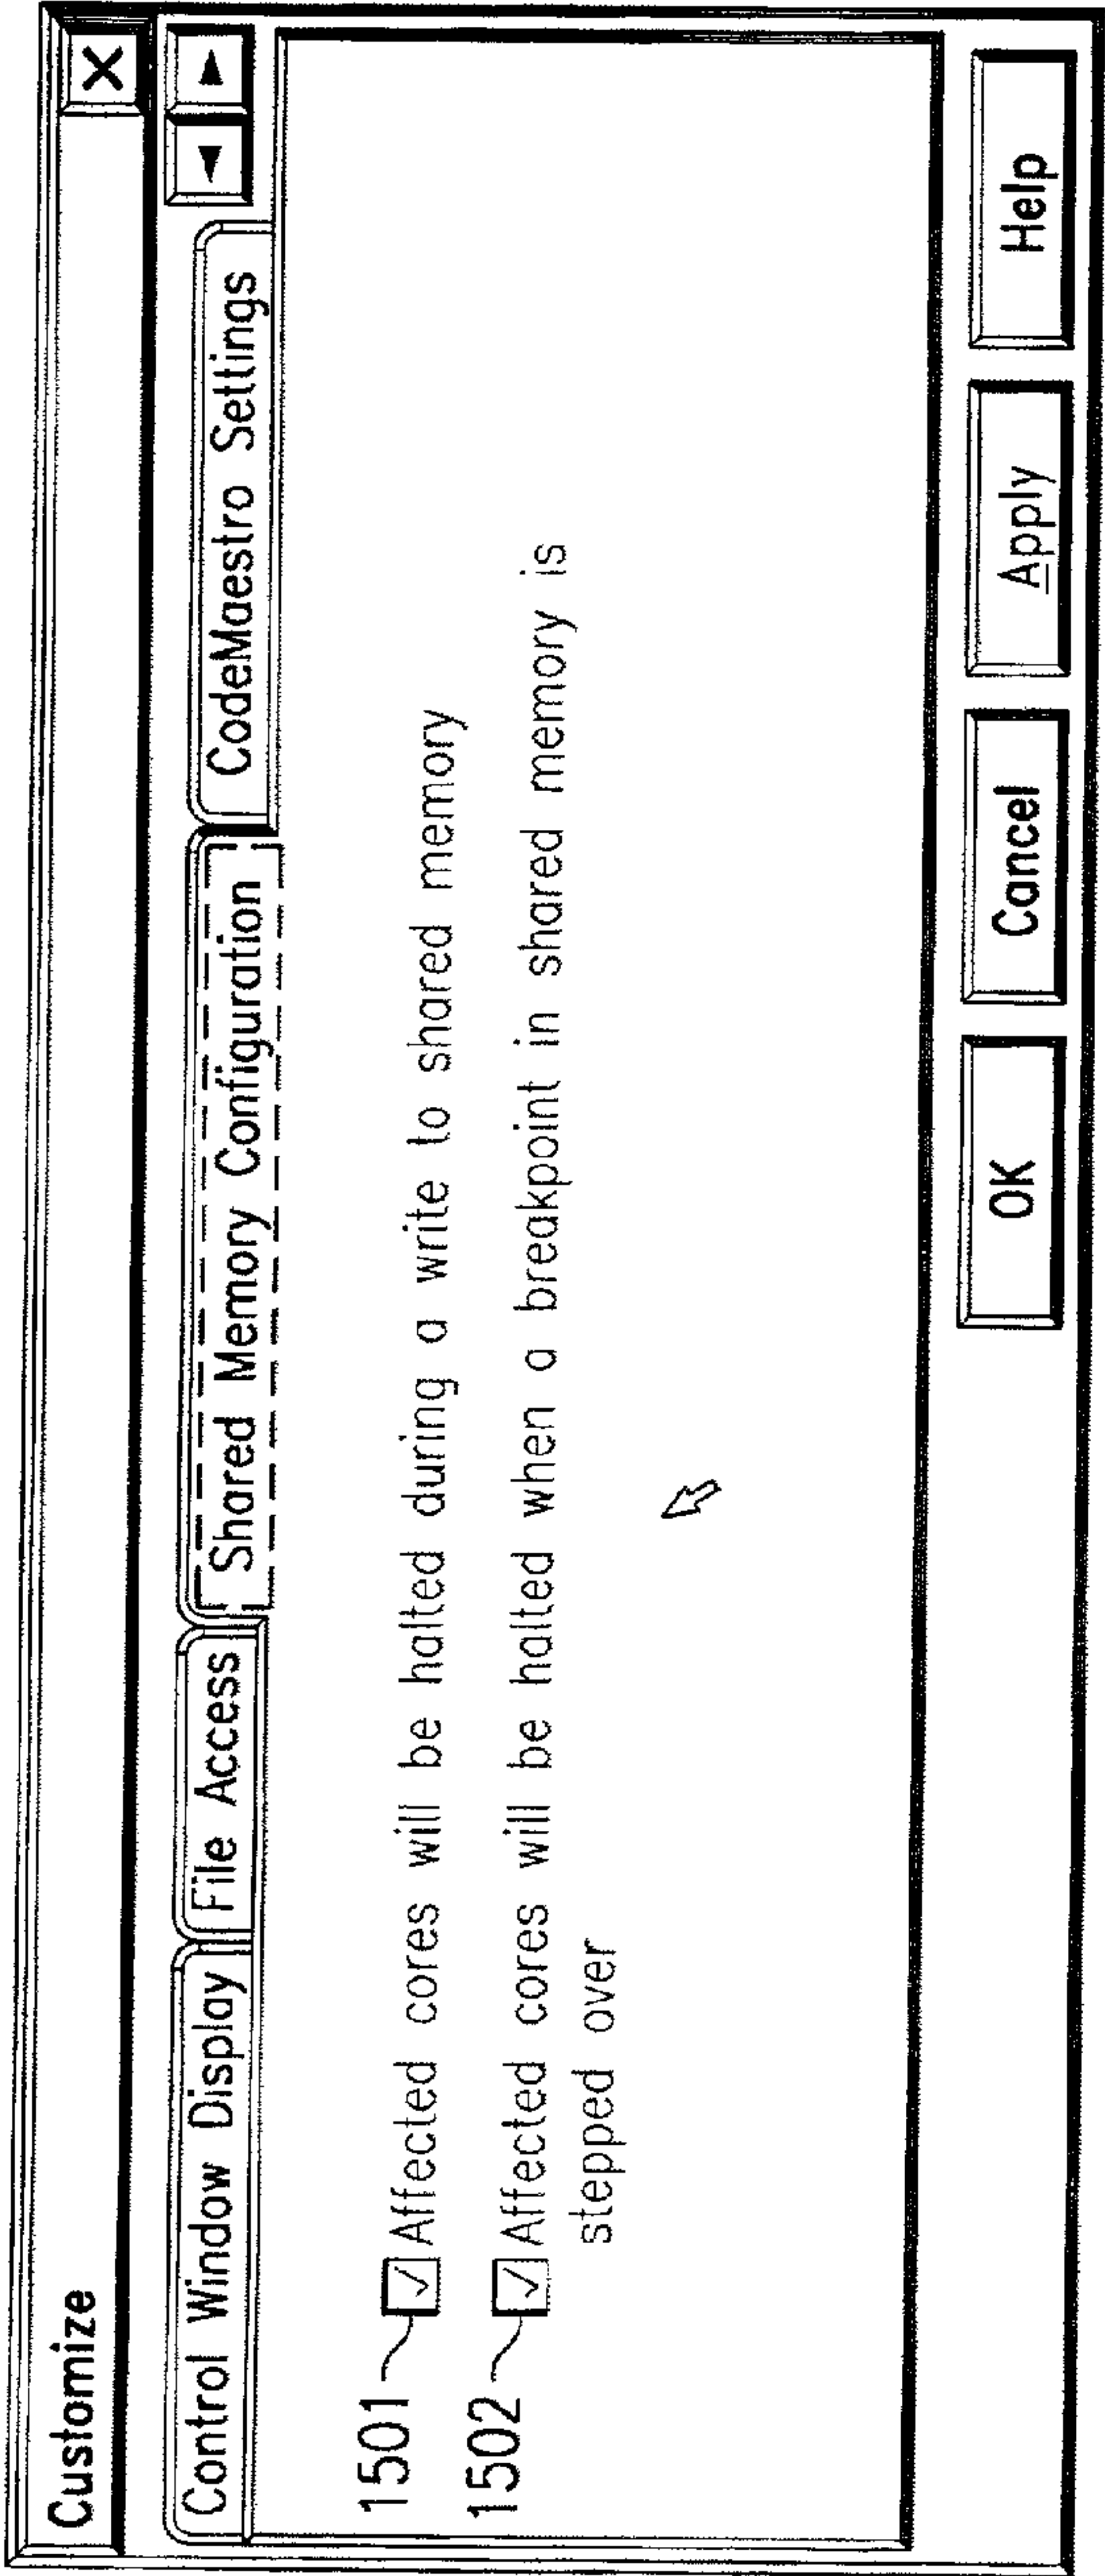 Customize
Control Window Display File Access Shared Memory Configuration CodeMaestro Settings
1501 Affected cores will be halted during a write to shared memory
1502 Affected cores will be halted when a breakpoint in shared memory is
stepped over
OK Cancel Apply Help